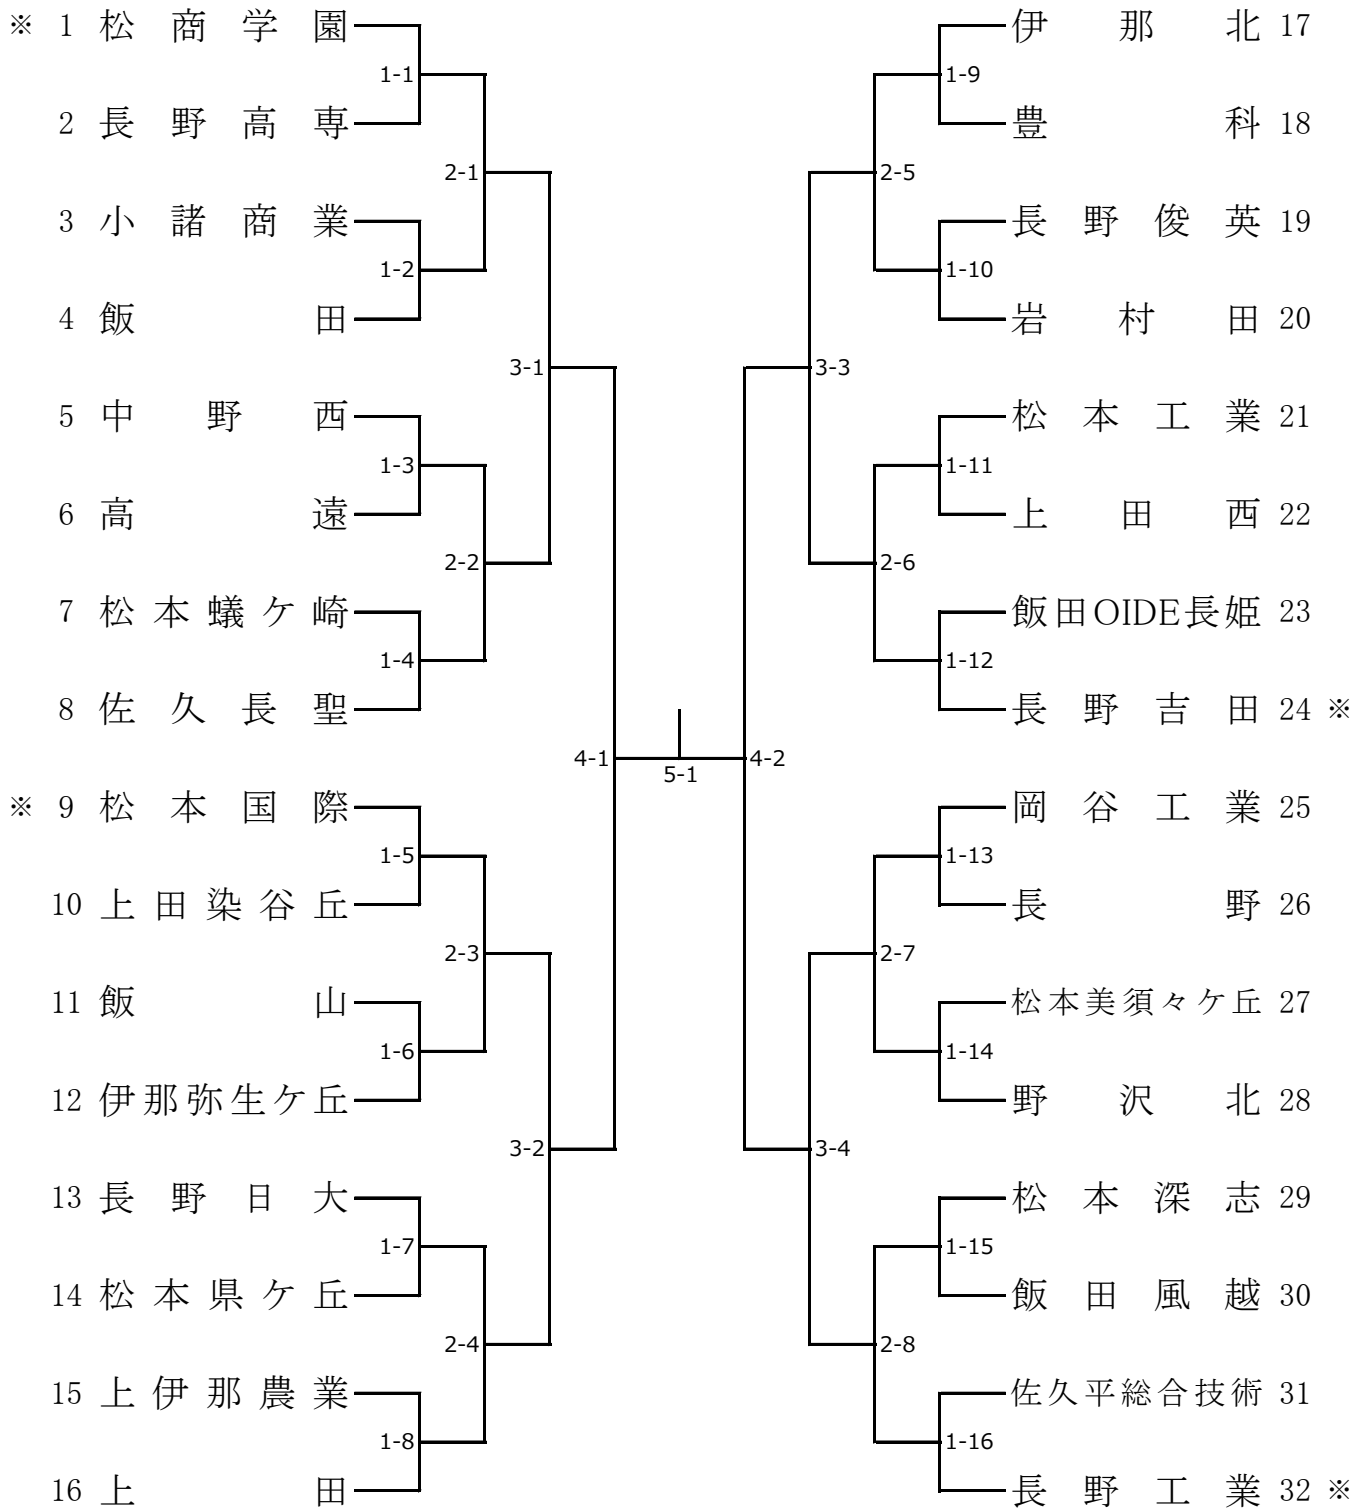 ※ 1 松商学園
1-1
2 長野高専
2-1
3 小諸商業
1-2
4 飯田
3-1
5 中野西
1-3
6 高遠
2-2
7 松本蟻ケ崎
1-4
8 佐久長聖
4-1
※ 9 松本国際
1-5
10 上田染谷丘
2-3
11 飯山
1-6
12 伊那弥生ケ丘
3-2
13 長野日大
1-7
14 松本県ケ丘
2-4
15 上伊那農業
1-8
16 上田
5-1
伊那北 17
1-9
豊科 18
2-5
長野俊英 19
1-10
岩村田 20
3-3
松本工業 21
1-11
上田西 22
2-6
飯田OIDE長姫 23
1-12
長野吉田 24 ※
4-2
岡谷工業 25
1-13
長野 26
2-7
松本美須々ケ丘 27
1-14
野沢北 28
3-4
松本深志 29
1-15
飯田風越 30
2-8
佐久平総合技術 31
1-16
長野工業 32 ※